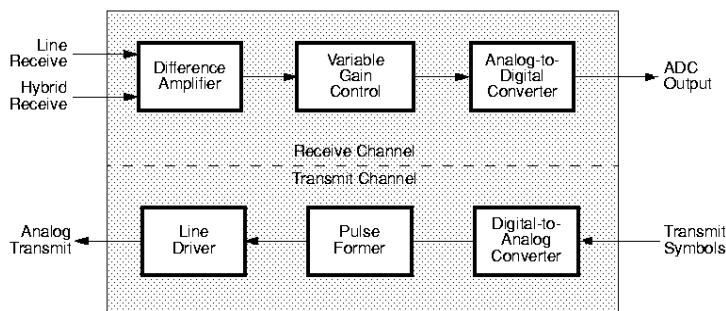 Line
Receive
Hybrid
Receive
Difference
Amplifier
Variable
Gain
Control
Analog-to-
Digital
Converter
ADC
Output
Receive Channel
Transmit Channel
Analog
Transmit
Line
Driver
Pulse
Former
Digital-to-
Analog
Converter
Transmit
Symbols